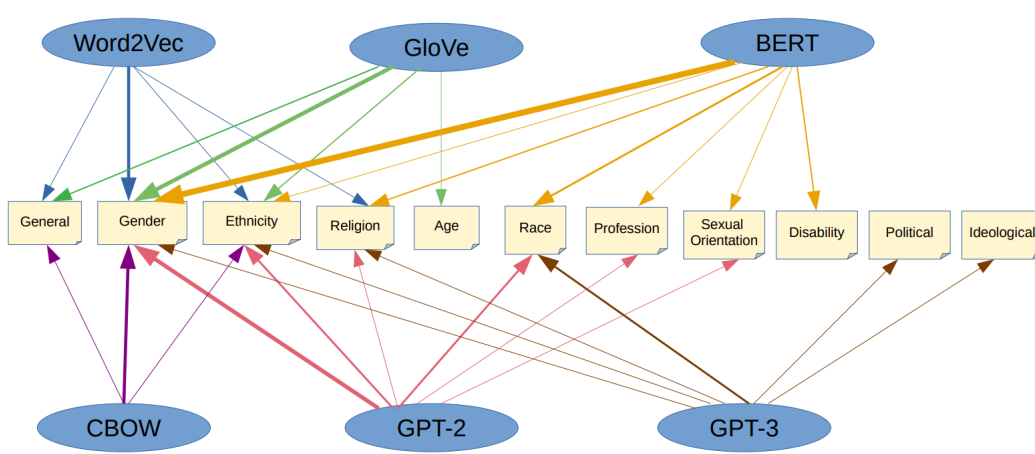 Word2Vec
GloVe
BERT
General
Gender
Ethnicity
Religion
Age
Race
Profession
Sexual
Orientation
Disability
Political
Ideological
CBOW
GPT-2
GPT-3